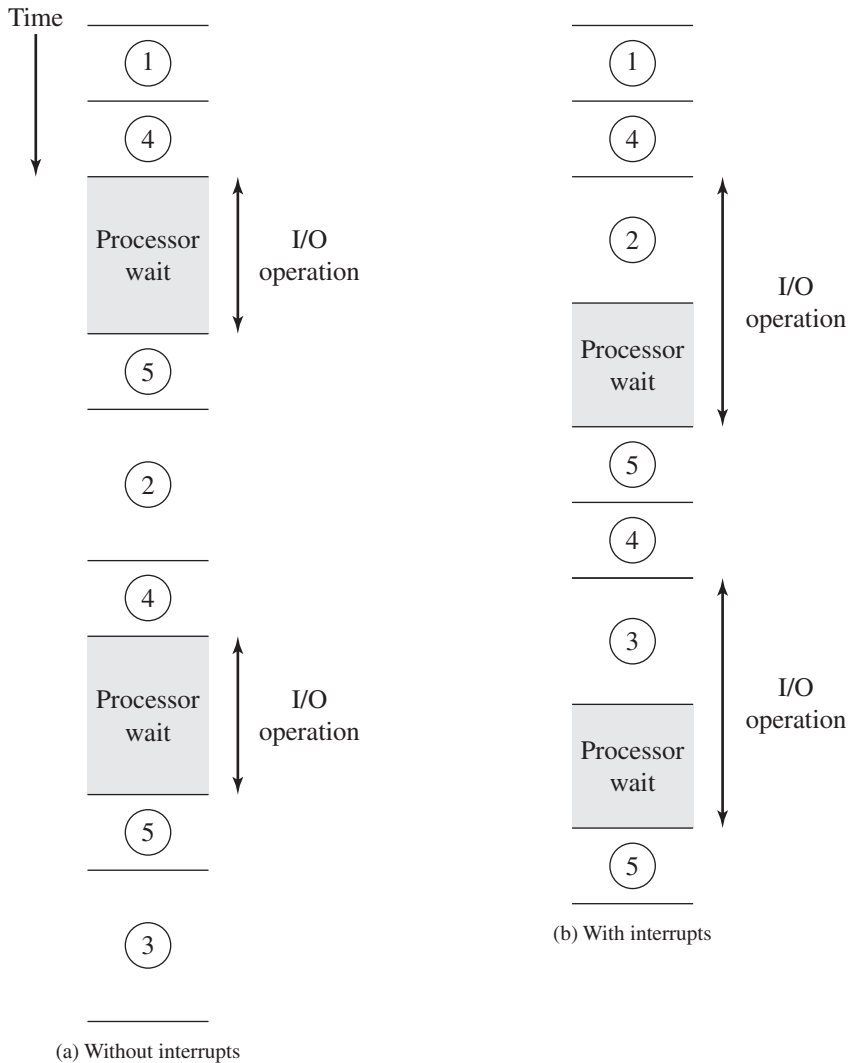 Time
1
4
Processor
wait
I/O
operation
5
2
4
Processor
wait
I/O
operation
5
3
(a) Without interrupts
1
4
2
Processor
wait
I/O
operation
5
4
3
Processor
wait
I/O
operation
5
(b) With interrupts